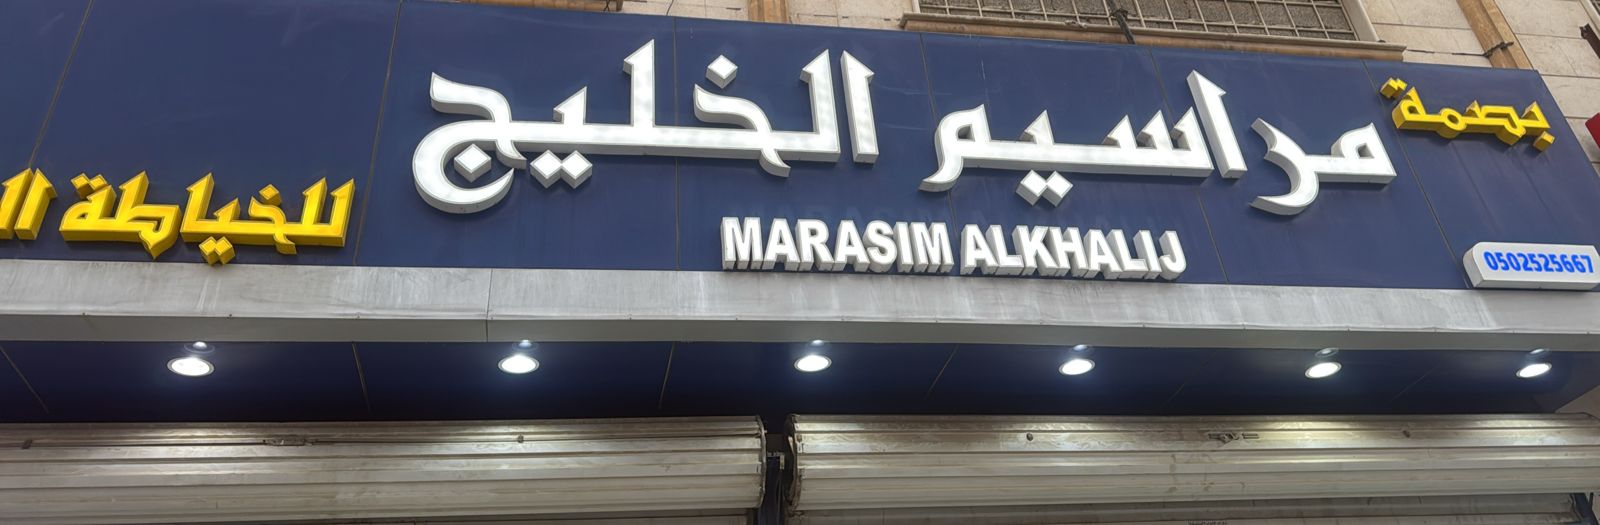 بصمة
مراسيم الخليج
MARASIM ALKHALIJ
0502525667
للخياطة